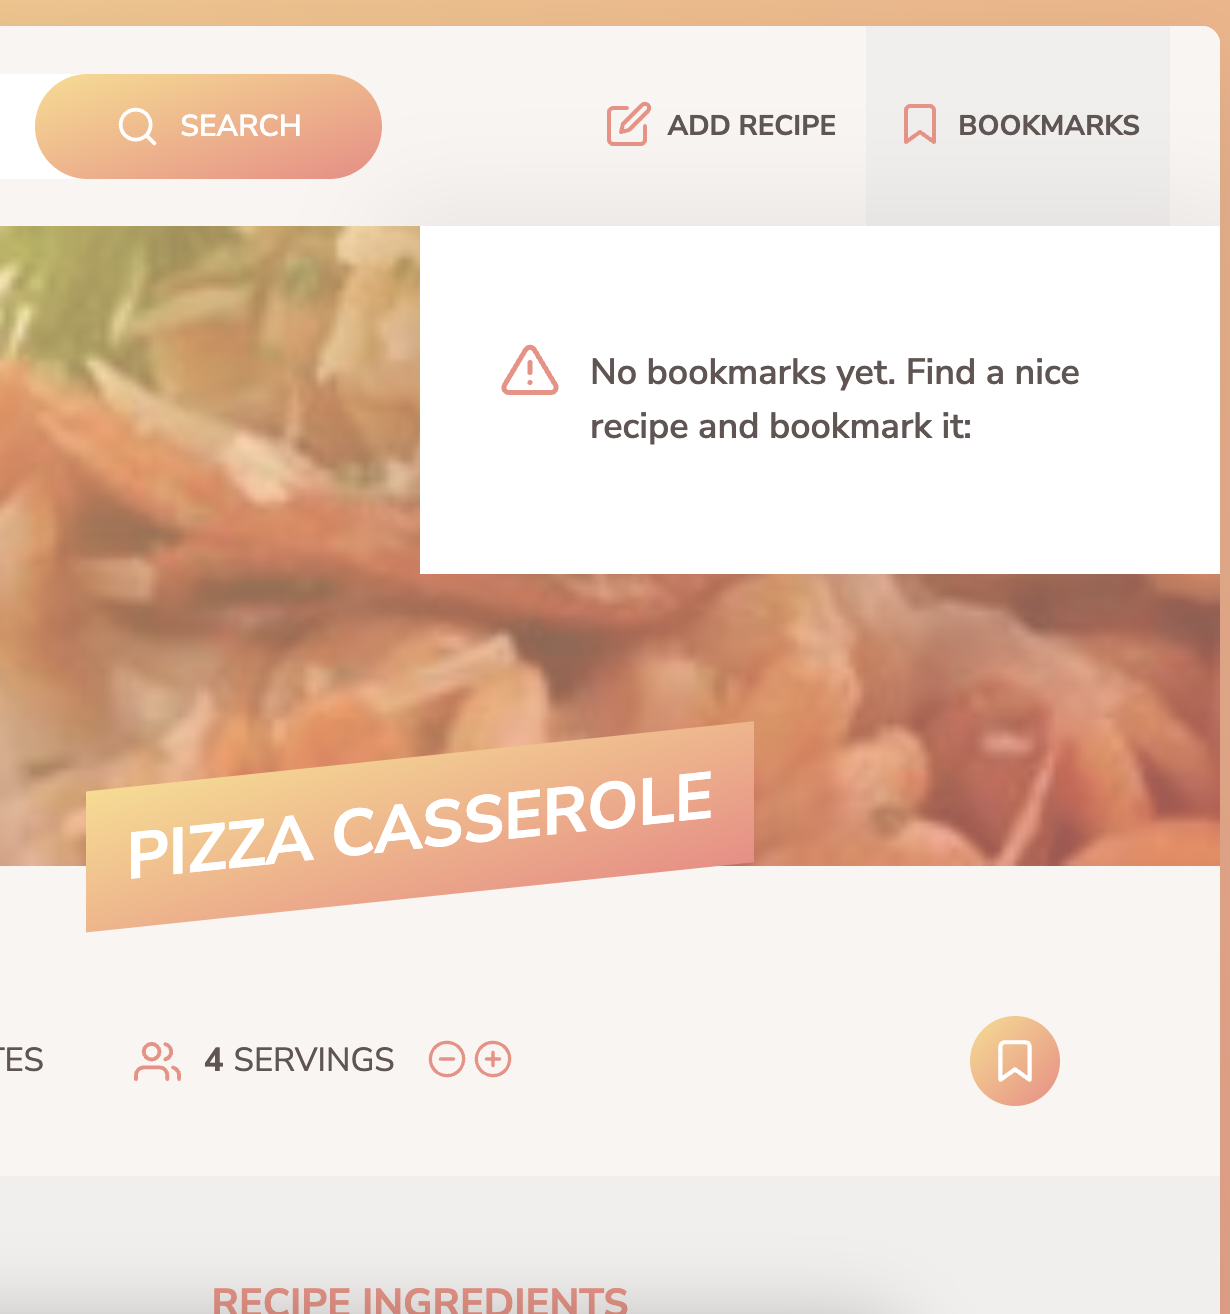 SEARCH
ADD RECIPE
BOOKMARKS
No bookmarks yet. Find a nice
recipe and bookmark it:
PIZZA CASSEROLE
TES
4 SERVINGS
RECIPE INGREDIENTS